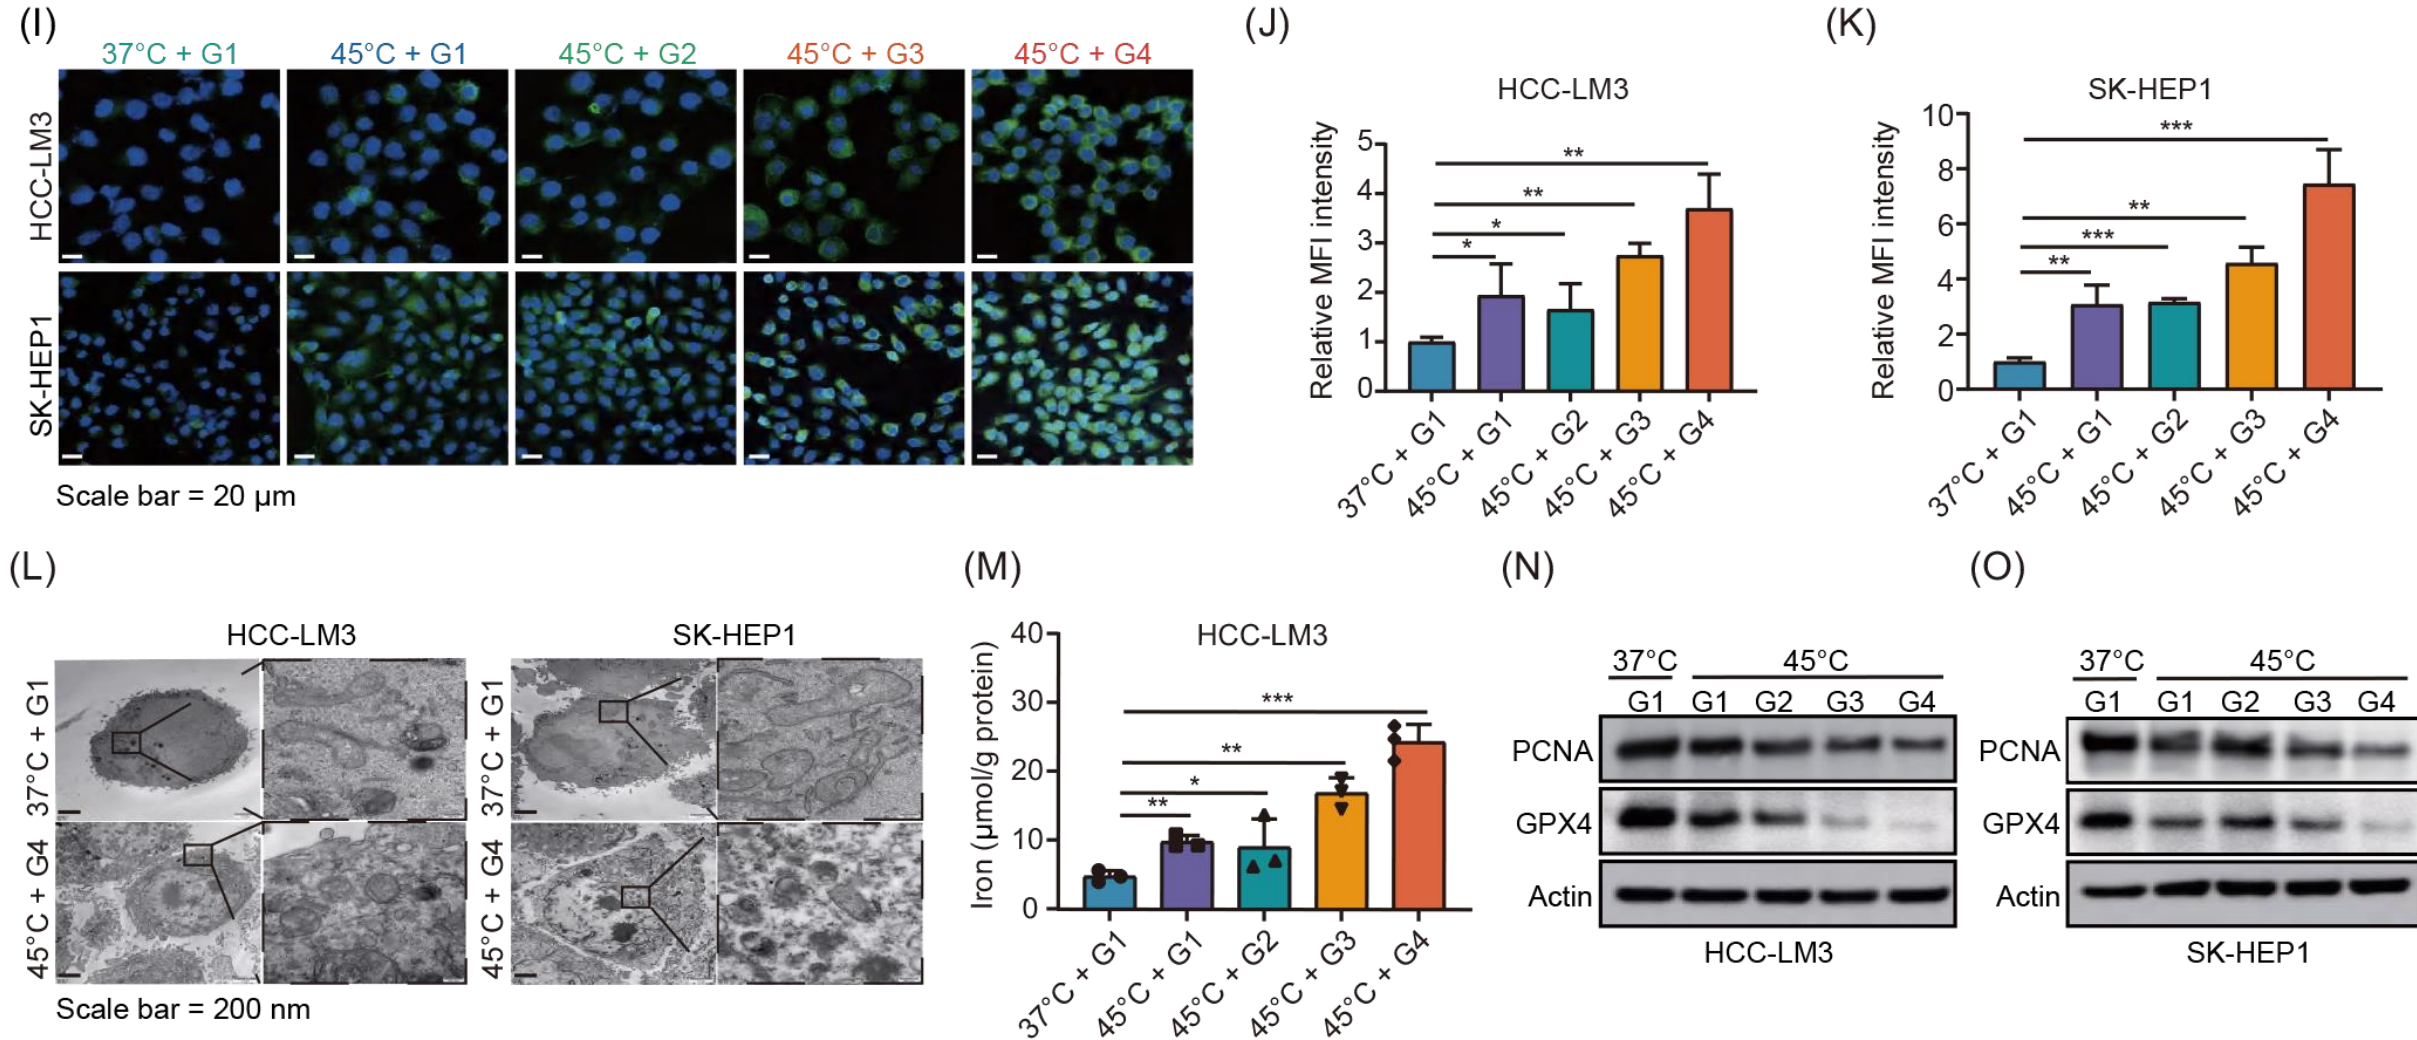 (I)
37°C + G1
45°C + G1
45°C + G2
45°C + G3
45°C + G4
HCC-LM3
SK-HEP1
Scale bar = 20 µm
(J)
HCC-LM3
Relative MFI intensity
5
4
3
2
1
0
**
**
*
*
37°C + G1
45°C + G1
45°C + G2
45°C + G3
45°C + G4
(K)
SK-HEP1
Relative MFI intensity
10
8
6
4
2
0
***
**
***
**
37°C + G1
45°C + G1
45°C + G2
45°C + G3
45°C + G4
(L)
HCC-LM3
SK-HEP1
37°C + G1
45°C + G4
37°C + G1
45°C + G4
Scale bar = 200 nm
(M)
HCC-LM3
Iron (µmol/g protein)
40
30
20
10
0
***
**
*
**
37°C + G1
45°C + G1
45°C + G2
45°C + G3
45°C + G4
(N)
37°C 45°C
G1 G1 G2 G3 G4
PCNA
GPX4
Actin
HCC-LM3
(O)
37°C 45°C
G1 G1 G2 G3 G4
PCNA
GPX4
Actin
SK-HEP1